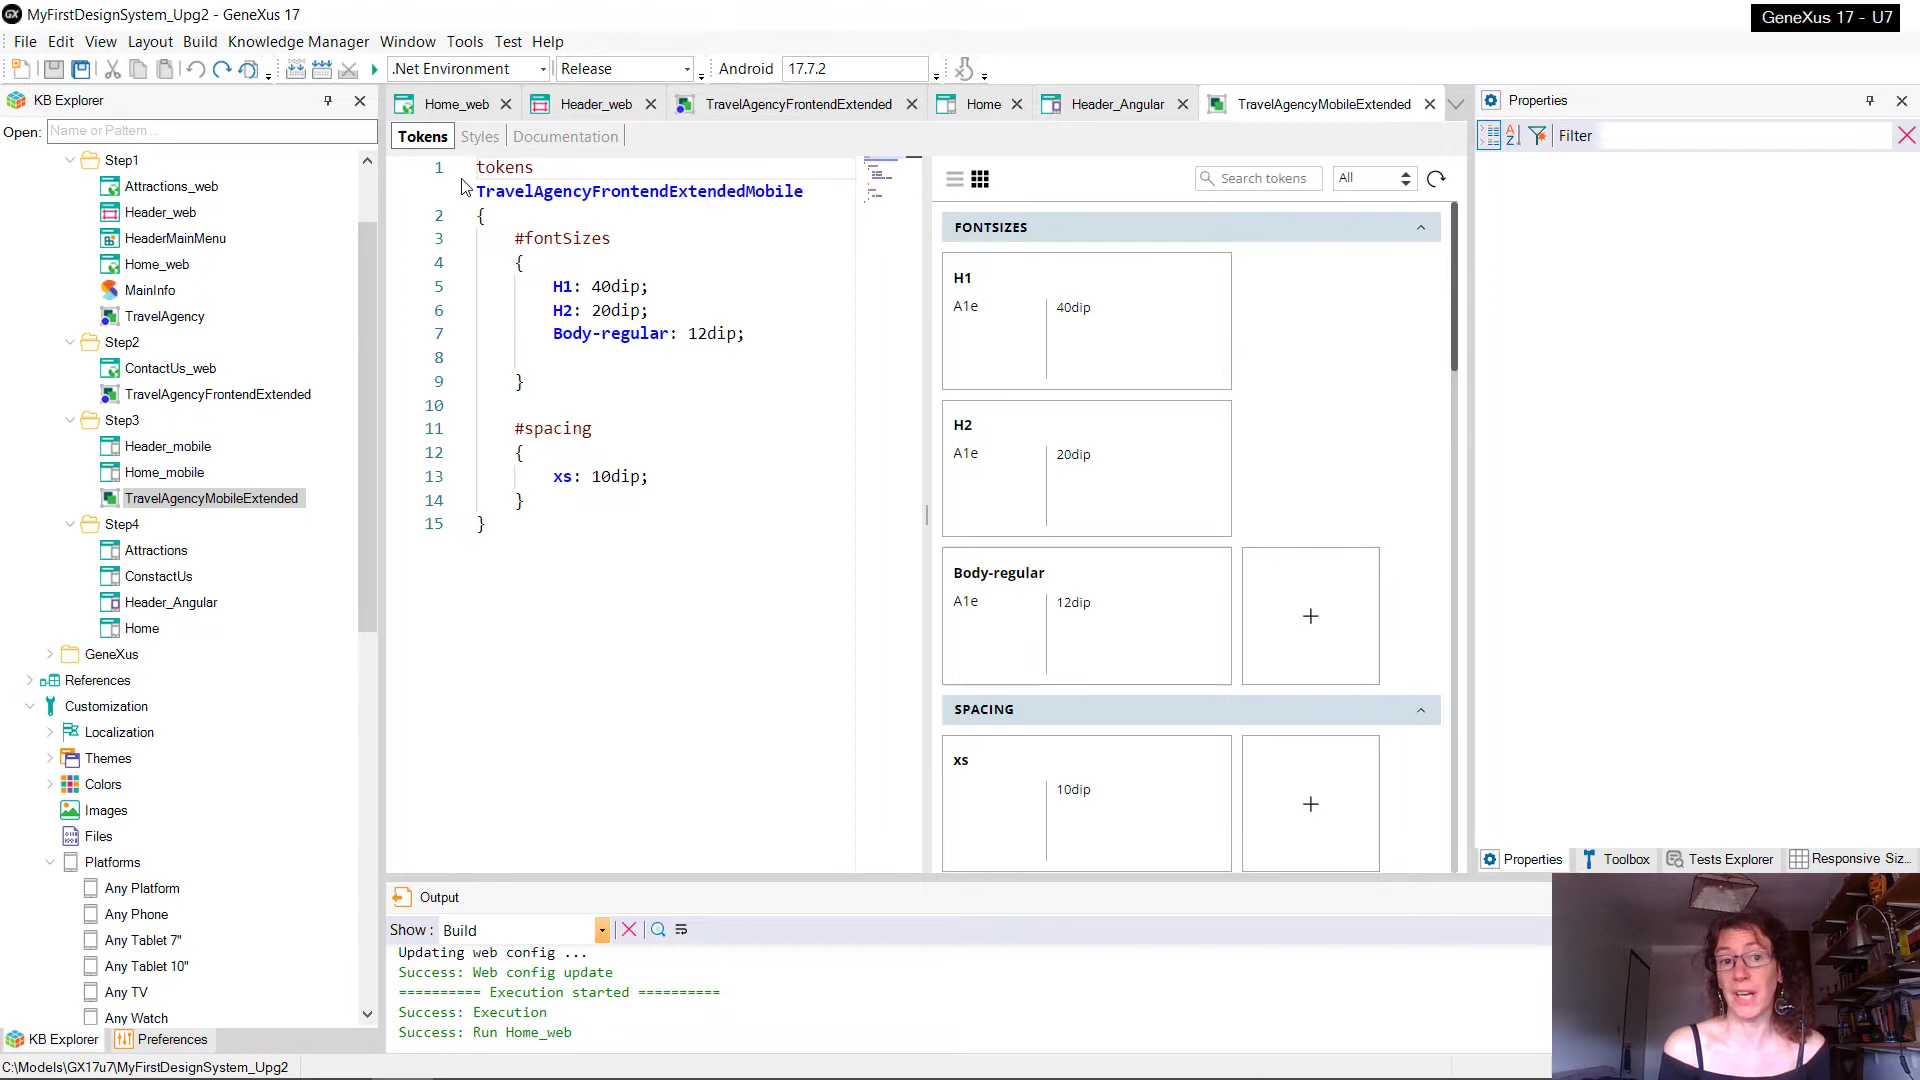 MyFirstDesignSystem_Upg2 - GeneXus 17
GeneXus 17 - U7
File Edit View Layout Build Knowledge Manager Window Tools Test Help
.Net Environment Release Android 17.7.2
KB Explorer
Open: Name or Pattern ...
Step1
Attractions_web
Header_web
HeaderMainMenu
Home_web
MainInfo
TravelAgency
Step2
ContactUs_web
TravelAgencyFrontendExtended
Step3
Header_mobile
Home_mobile
TravelAgencyMobileExtended
Step4
Attractions
ConstactUs
Header_Angular
Home
GeneXus
References
Customization
Localization
Themes
Colors
Images
Files
Platforms
Any Platform
Any Phone
Any Tablet 7"
Any Tablet 10"
Any TV
Any Watch
KB Explorer Preferences
C:\Models\GX17u7\MyFirstDesignSystem_Upg2
Home_web Header_web TravelAgencyFrontendExtended Home Header_Angular TravelAgencyMobileExtended
Tokens Styles Documentation
1 tokens
TravelAgencyFrontendExtendedMobile
2 {
3 #fontSizes
4 {
5 H1: 40dip;
6 H2: 20dip;
7 Body-regular: 12dip;
8
9 }
10
11 #spacing
12 {
13 xs: 10dip;
14 }
15 }
Search tokens All
FONTSIZES
H1
A1e 40dip
H2
A1e 20dip
Body-regular
A1e 12dip
+
SPACING
xs
10dip
+
Output
Show : Build
Updating web config ...
Success: Web config update
========== Execution started ==========
Success: Execution
Success: Run Home_web
Properties
Filter
Properties Toolbox Tests Explorer Responsive Siz...